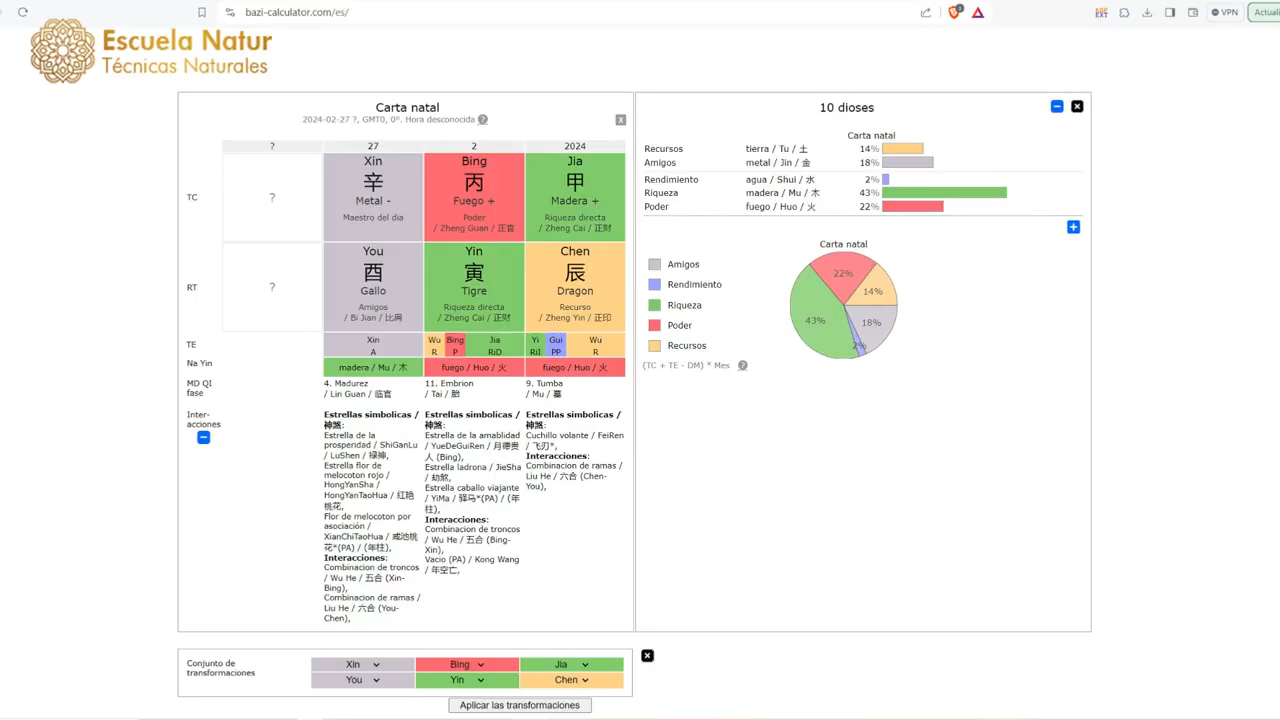 bazi-calculator.com/es/
VPN
Escuela Natur
Técnicas Naturales
Carta natal
2024-02-27 ?, GMT0, 0°. Hora desconocida ?
X
? 27 2 2024
TC
?
Xin
辛
Metal -
Maestro del dia
Bing
丙
Fuego +
Poder
/ Zheng Guan / 正官
Jia
甲
Madera +
Riqueza directa
/ Zheng Cai / 正财
RT
?
You
酉
Gallo
Amigos
/ Bi Jian / 比肩
Yin
寅
Tigre
Riqueza directa
/ Zheng Cai / 正财
Chen
辰
Dragon
Recurso
/ Zheng Yin / 正印
TE
Xin
A
Wu Bing Jia
R P RiD
Yi Gui Wu
RiI PP R
Na Yin
madera / Mu / 木
fuego / Huo / 火
fuego / Huo / 火
MD QI
fase
4. Madurez
/ Lin Guan / 临官
11. Embrion
/ Tai / 胎
9. Tumba
/ Mu / 墓
Inter-
acciones
Estrellas simbolicas /
神煞:
Estrella de la
prosperidad / ShiGanLu
/ LuShen / 禄神,
Estrella flor de
melocoton rojo /
HongYanSha /
HongYanTaoHua / 红艳
桃花,
Flor de melocoton por
asociación /
XianChiTaoHua / 咸池桃
花*(PA) / (年柱),
Interacciones:
Combinacion de troncos
/ Wu He / 五合 (Xin-
Bing),
Combinacion de ramas /
Liu He / 六合 (You-
Chen),
Estrellas simbolicas /
神煞:
Estrella de la amablidad
/ YueDeGuiRen / 月德贵
人 (Bing),
Estrella ladrona / JieSha
/ 劫煞,
Estrella caballo viajante
/ YiMa / 驿马*(PA) / (年
柱),
Interacciones:
Combinacion de troncos
/ Wu He / 五合 (Bing-
Xin),
Vacio (PA) / Kong Wang
/ 年空亡,
Estrellas simbolicas /
神煞:
Cuchillo volante / FeiRen
/ 飞刃*,
Interacciones:
Combinacion de ramas /
Liu He / 六合 (Chen-
You),
10 dioses
Carta natal
Recursos tierra / Tu / 土 14%
Amigos metal / Jin / 金 18%
Rendimiento agua / Shui / 水 2%
Riqueza madera / Mu / 木 43%
Poder fuego / Huo / 火 22%
Carta natal
Amigos
Rendimiento
Riqueza
Poder
Recursos
22%
14%
43%
18%
2%
(TC + TE - DM) * Mes ?
Conjunto de
transformaciones
Xin Bing Jia
You Yin Chen
Aplicar las transformaciones